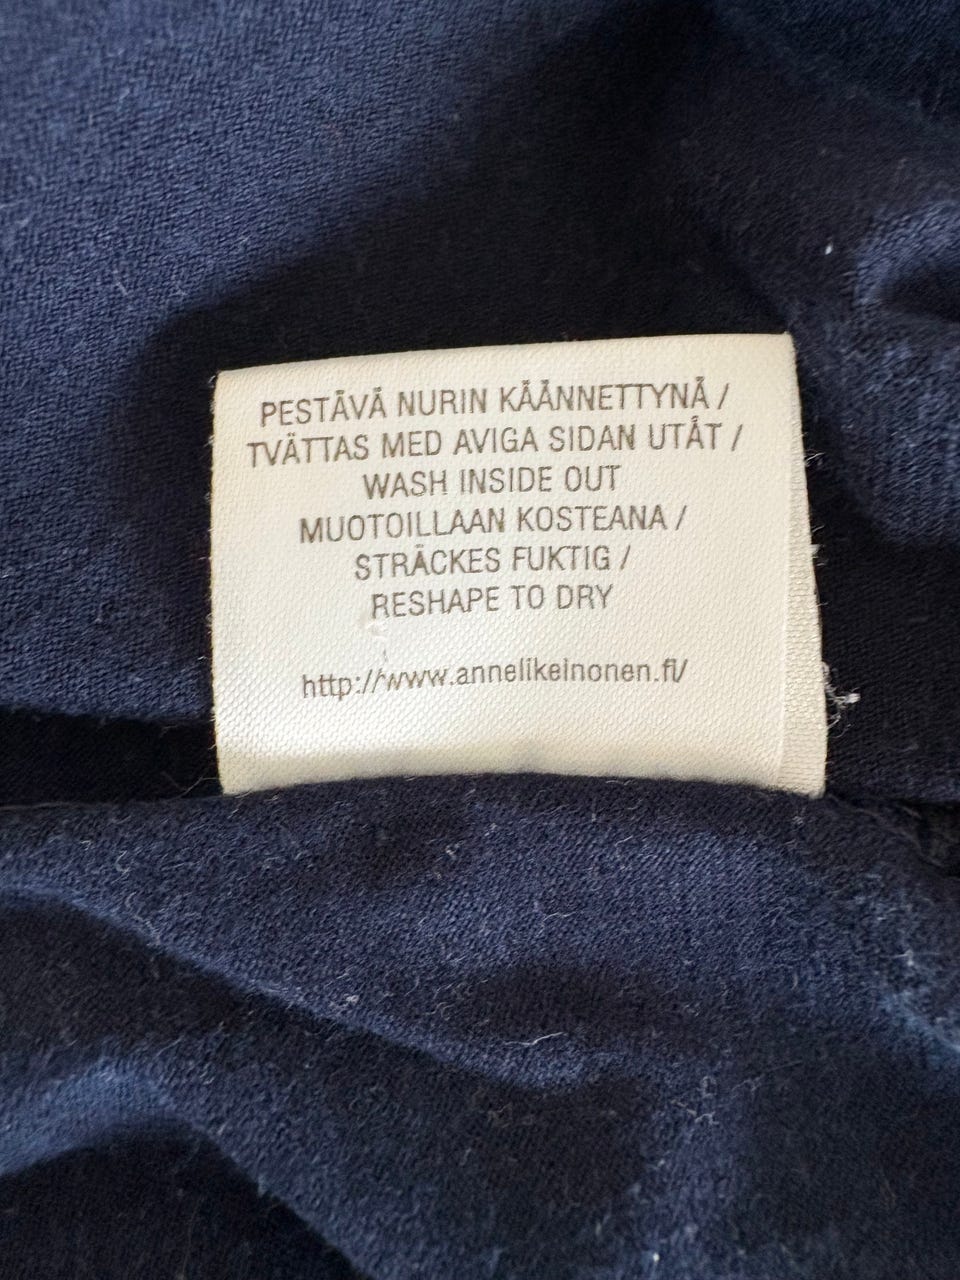 PESTÄVÄ NURIN KÄÄNNETTYNÄ /
TVÄTTAS MED AVIGA SIDAN UTÅT /
WASH INSIDE OUT
MUOTOILLAAN KOSTEANA /
STRÄCKES FUKTIG /
RESHAPE TO DRY
http://www.annelikeinonen.fi/